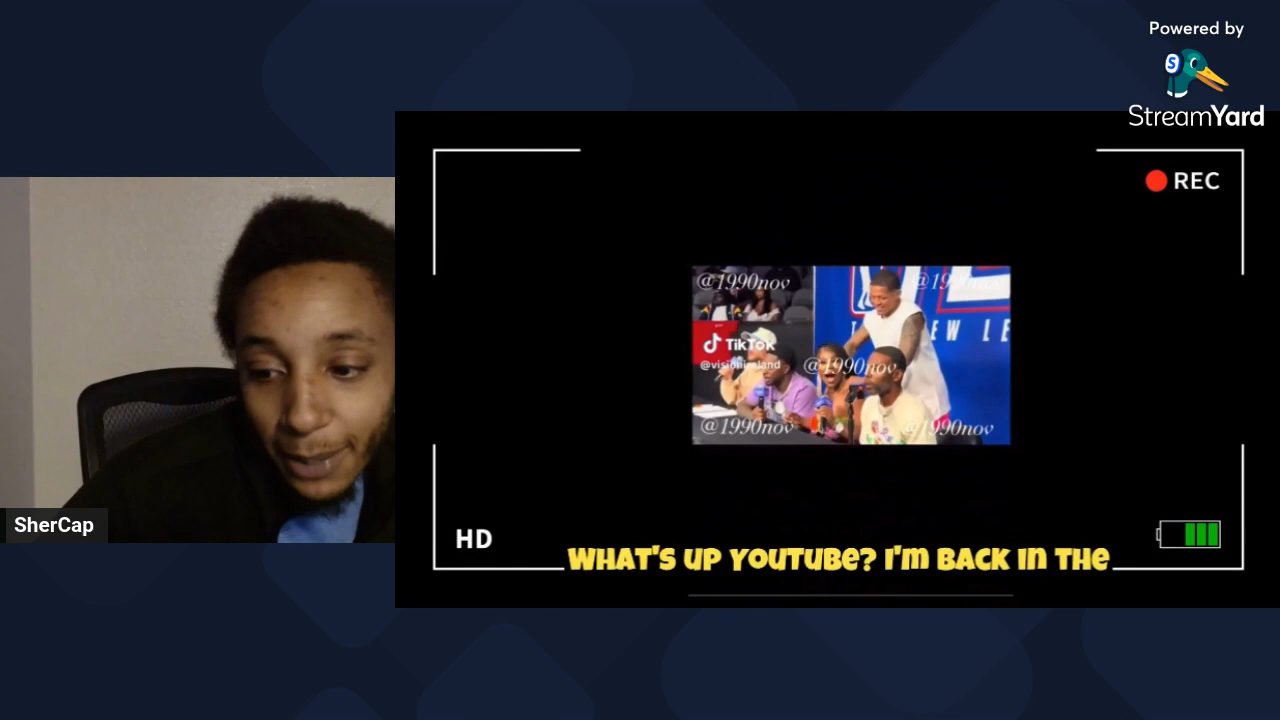 Powered by
StreamYard
REC
@1990nov
TikTok
@1990nov
@1990nov
@1990nov
SherCap
HD
WHAT'S UP YOUTUBE? I'M BACK IN THE